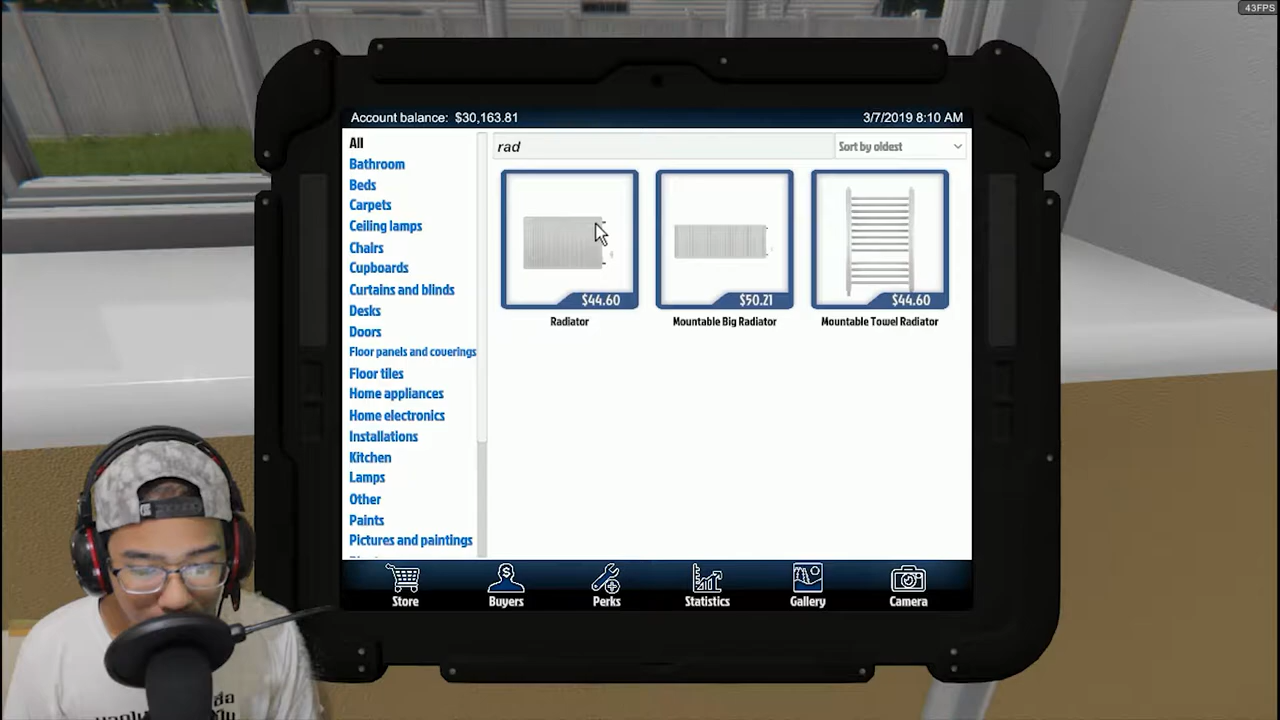 43FPS
Account balance: $30,163.81
3/7/2019 8:10 AM
All
Bathroom
Beds
Carpets
Ceiling lamps
Chairs
Cupboards
Curtains and blinds
Desks
Doors
Floor panels and coverings
Floor tiles
Home appliances
Home electronics
Installations
Kitchen
Lamps
Other
Paints
Pictures and paintings
rad
Sort by oldest
$44.60
Radiator
$50.21
Mountable Big Radiator
$44.60
Mountable Towel Radiator
Store
Buyers
Perks
Statistics
Gallery
Camera